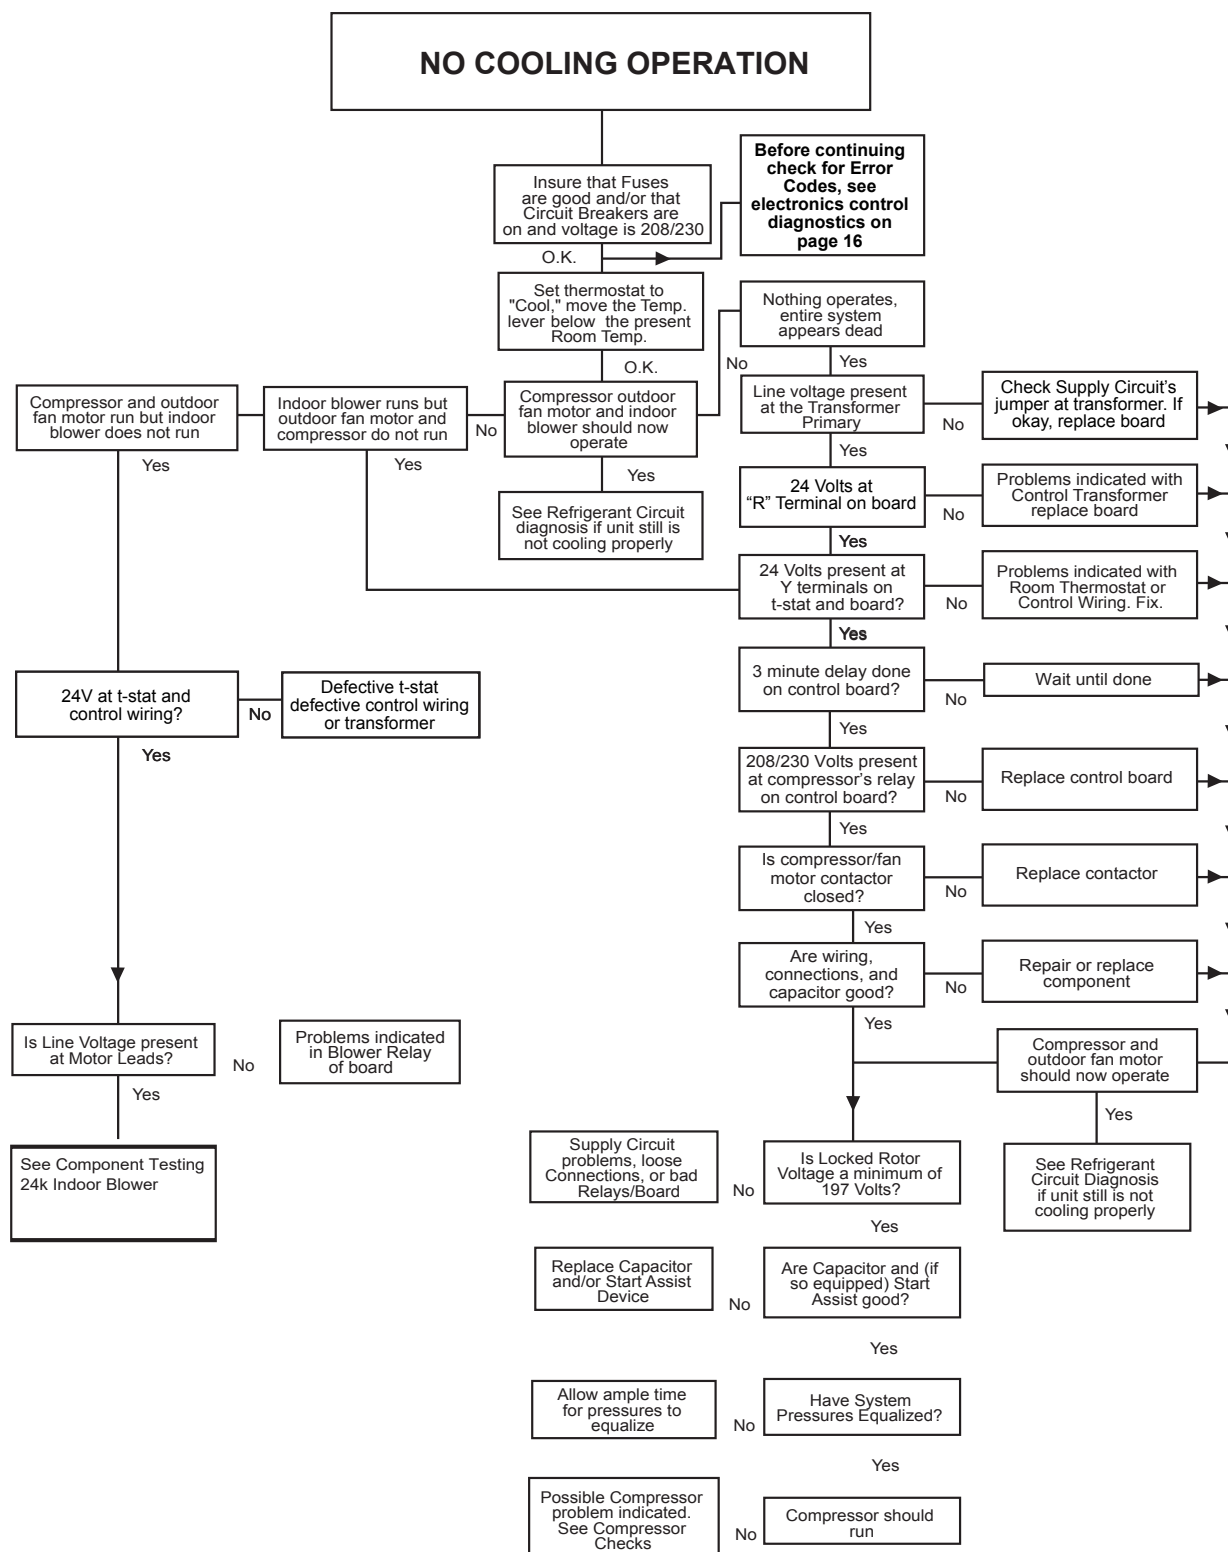 NO COOLING OPERATION
Insure that Fuses
are good and/or that
Circuit Breakers are
on and voltage is 208/230
Before continuing
check for Error
Codes, see
electronics control
diagnostics on
page 16
O.K.
Set thermostat to
"Cool," move the Temp.
lever below the present
Room Temp.
Nothing operates,
entire system
appears dead
O.K.
No
Yes
Compressor and outdoor
fan motor run but indoor
blower does not run
Indoor blower runs but
outdoor fan motor and
compressor do not run
No
Compressor outdoor
fan motor and indoor
blower should now
operate
Line voltage present
at the Transformer
Primary
No
Check Supply Circuit's
jumper at transformer. If
okay, replace board
Yes
Yes
Yes
Yes
See Refrigerant Circuit
diagnosis if unit still is
not cooling properly
24 Volts at
“R” Terminal on board
No
Problems indicated with
Control Transformer
replace board
Yes
24 Volts present at
Y terminals on
t-stat and board?
No
Problems indicated with
Room Thermostat or
Control Wiring. Fix.
Yes
24V at t-stat and
control wiring?
No
Defective t-stat
defective control wiring
or transformer
3 minute delay done
on control board?
No
Wait until done
Yes
Yes
208/230 Volts present
at compressor’s relay
on control board?
No
Replace control board
Yes
Is compressor/fan
motor contactor
closed?
No
Replace contactor
Yes
Are wiring,
connections, and
capacitor good?
No
Repair or replace
component
Yes
Is Line Voltage present
at Motor Leads?
No
Problems indicated
in Blower Relay
of board
Compressor and
outdoor fan motor
should now operate
Yes
Yes
See Component Testing
24k Indoor Blower
Supply Circuit
problems, loose
Connections, or bad
Relays/Board
No
Is Locked Rotor
Voltage a minimum of
197 Volts?
See Refrigerant
Circuit Diagnosis
if unit still is not
cooling properly
Yes
Replace Capacitor
and/or Start Assist
Device
No
Are Capacitor and (if
so equipped) Start
Assist good?
Yes
Allow ample time
for pressures to
equalize
No
Have System
Pressures Equalized?
Yes
Possible Compressor
problem indicated.
See Compressor
Checks
No
Compressor should
run